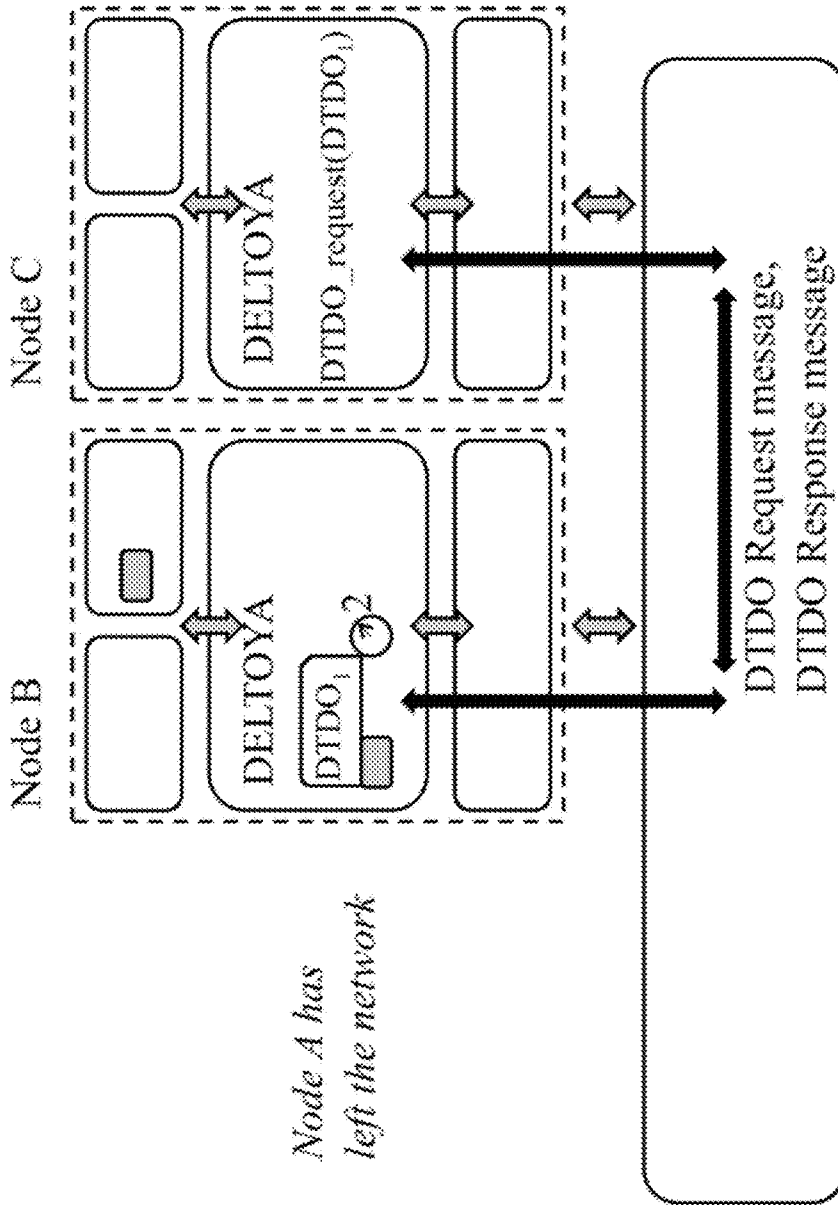 Node B
Node C
DELTOYA
DTDO₁
2
DELTOYA
DTDO_request(DTDO₁)
Node A has
left the network
DTDO Request message,
DTDO Response message